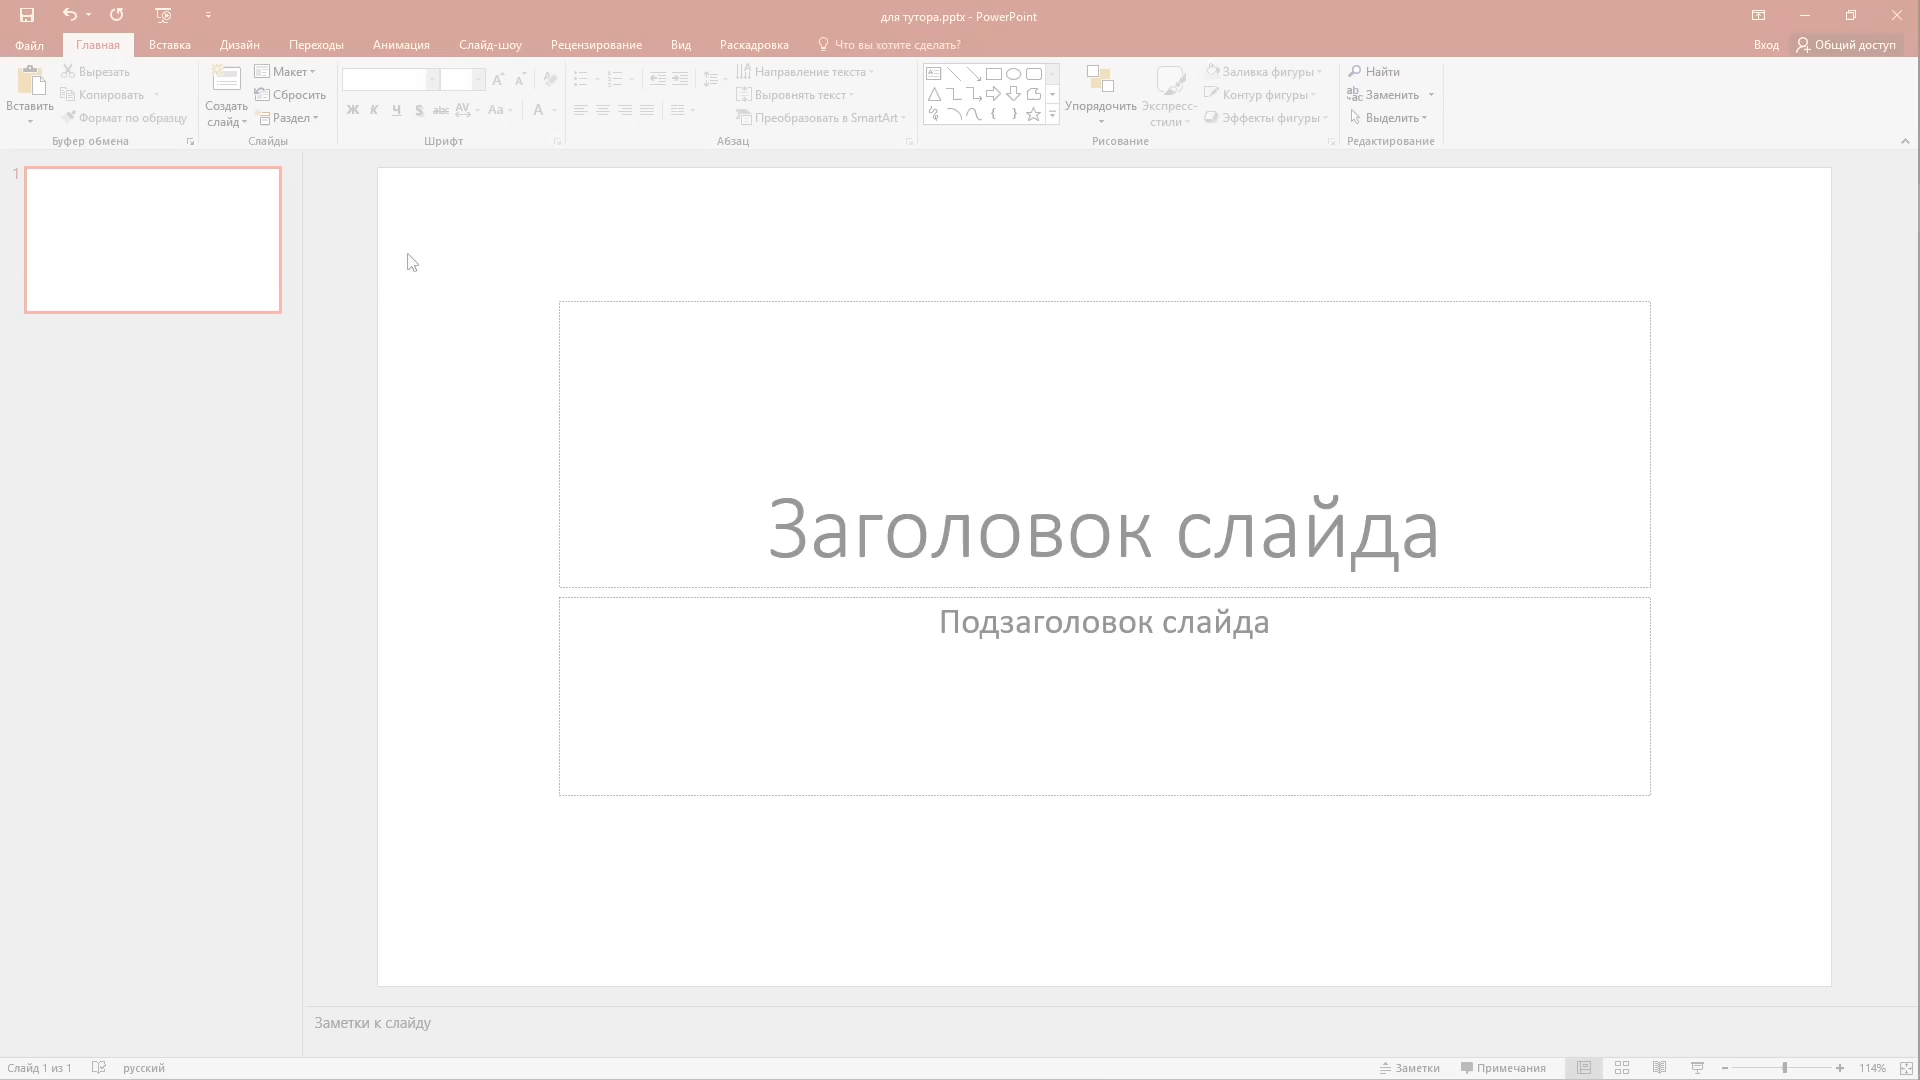 для тутора.pptx - PowerPoint
Файл Главная Вставка Дизайн Переходы Анимация Слайд-шоу Рецензирование Вид Раскадровка Что вы хотите сделать? Вход Общий доступ
Вставить
Вырезать
Копировать
Формат по образцу
Буфер обмена
Создать
слайд
Макет
Сбросить
Раздел
Слайды
Ж К Ч S abc AV Aa A
Шрифт
Направление текста
Выровнять текст
Преобразовать в SmartArt
Абзац
Упорядочить
Экспресс-
стили
Заливка фигуры
Контур фигуры
Эффекты фигуры
Рисование
Найти
Заменить
Выделить
Редактирование
1
Заголовок слайда
Подзаголовок слайда
Заметки к слайду
Слайд 1 из 1 русский Заметки Примечания 114%